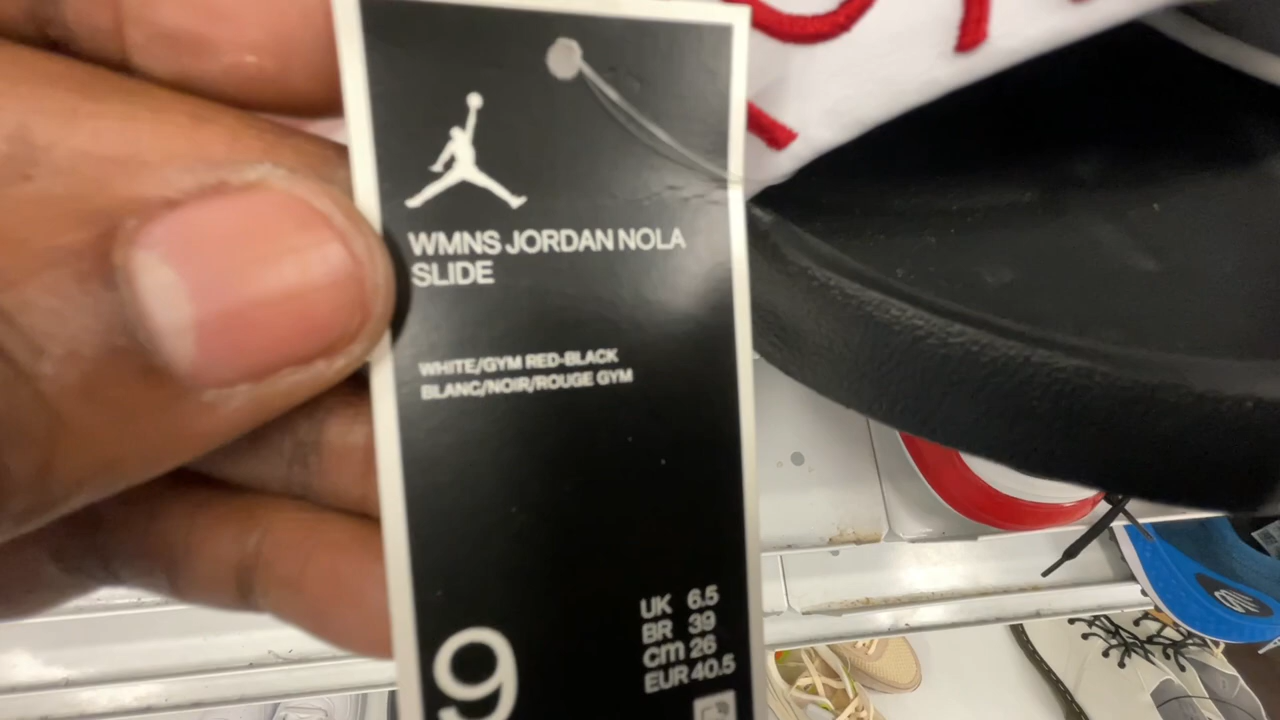 WMNS JORDAN NOLA
SLIDE
WHITE/GYM RED-BLACK
BLANC/NOIR/ROUGE GYM
9
UK 6.5
BR 39
cm 26
EUR 40.5